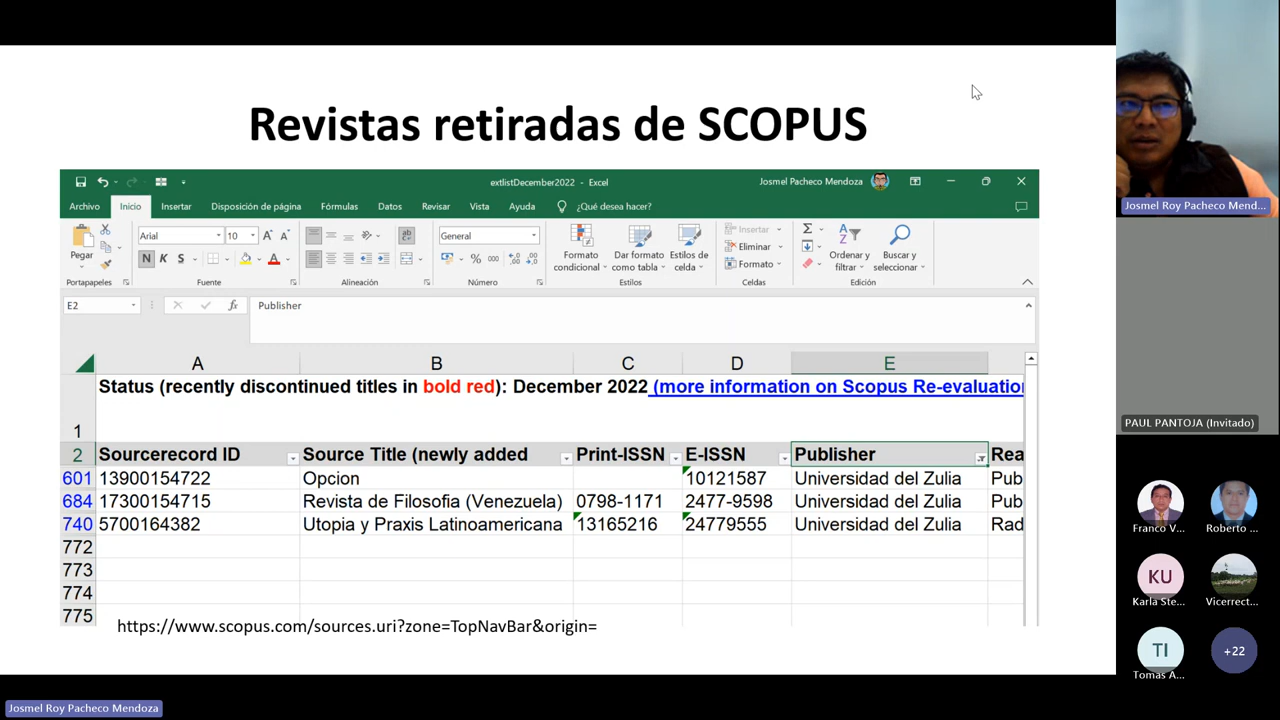 Revistas retiradas de SCOPUS
extlistDecember2022 - Excel
Josmel Pacheco Mendoza
Archivo Inicio Insertar Disposición de página Fórmulas Datos Revisar Vista Ayuda ¿Qué desea hacer?
Pegar
Portapapeles
Arial 10
N K S
Fuente
Alineación
General
Número
Formato condicional
Dar formato como tabla
Estilos de celda
Estilos
Insertar
Eliminar
Formato
Celdas
Ordenar y filtrar
Buscar y seleccionar
Edición
E2 fx Publisher
A B C D E
1 Status (recently discontinued titles in bold red): December 2022 (more information on Scopus Re-evaluation
2 Sourcerecord ID Source Title (newly added Print-ISSN E-ISSN Publisher Rea
601 13900154722 Opcion 10121587 Universidad del Zulia Pub
684 17300154715 Revista de Filosofia (Venezuela) 0798-1171 2477-9598 Universidad del Zulia Pub
740 5700164382 Utopia y Praxis Latinoamericana 13165216 24779555 Universidad del Zulia Rad
772
773
774
775
https://www.scopus.com/sources.uri?zone=TopNavBar&origin=
Josmel Roy Pacheco Mend...
PAUL PANTOJA (Invitado)
Franco V... Roberto ...
KU
Karla Ste... Vicerrect...
TI +22
Tomas A...
Josmel Roy Pacheco Mendoza